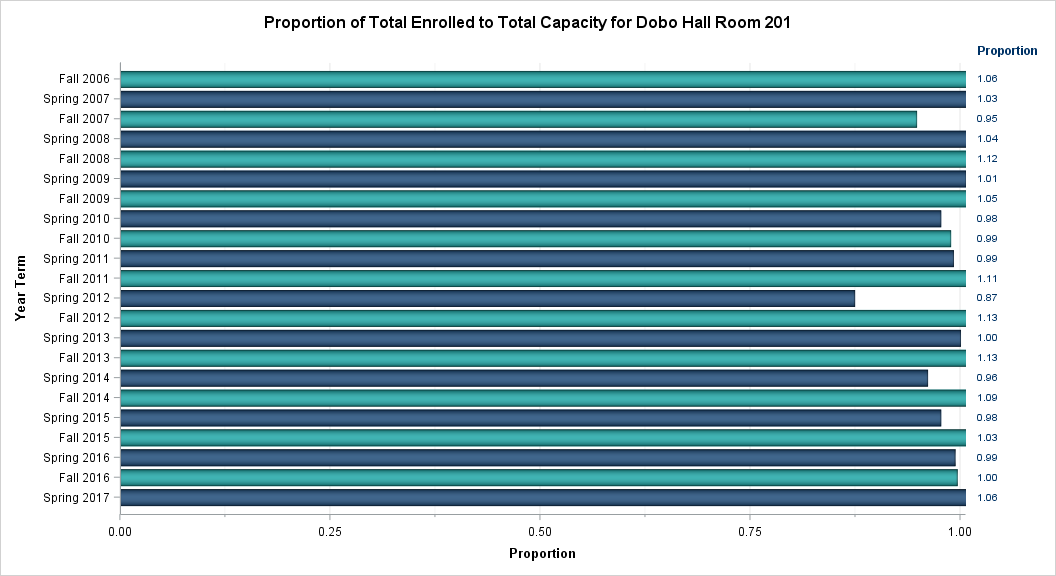 Proportion of Total Enrolled to Total Capacity for Dobo Hall Room 201
Proportion
Fall 2006 1.06
Spring 2007 1.03
Fall 2007 0.95
Spring 2008 1.04
Fall 2008 1.12
Spring 2009 1.01
Fall 2009 1.05
Spring 2010 0.98
Fall 2010 0.99
Spring 2011 0.99
Fall 2011 1.11
Spring 2012 0.87
Fall 2012 1.13
Spring 2013 1.00
Fall 2013 1.13
Spring 2014 0.96
Fall 2014 1.09
Spring 2015 0.98
Fall 2015 1.03
Spring 2016 0.99
Fall 2016 1.00
Spring 2017 1.06
Year Term
0.00 0.25 0.50 0.75 1.00
Proportion